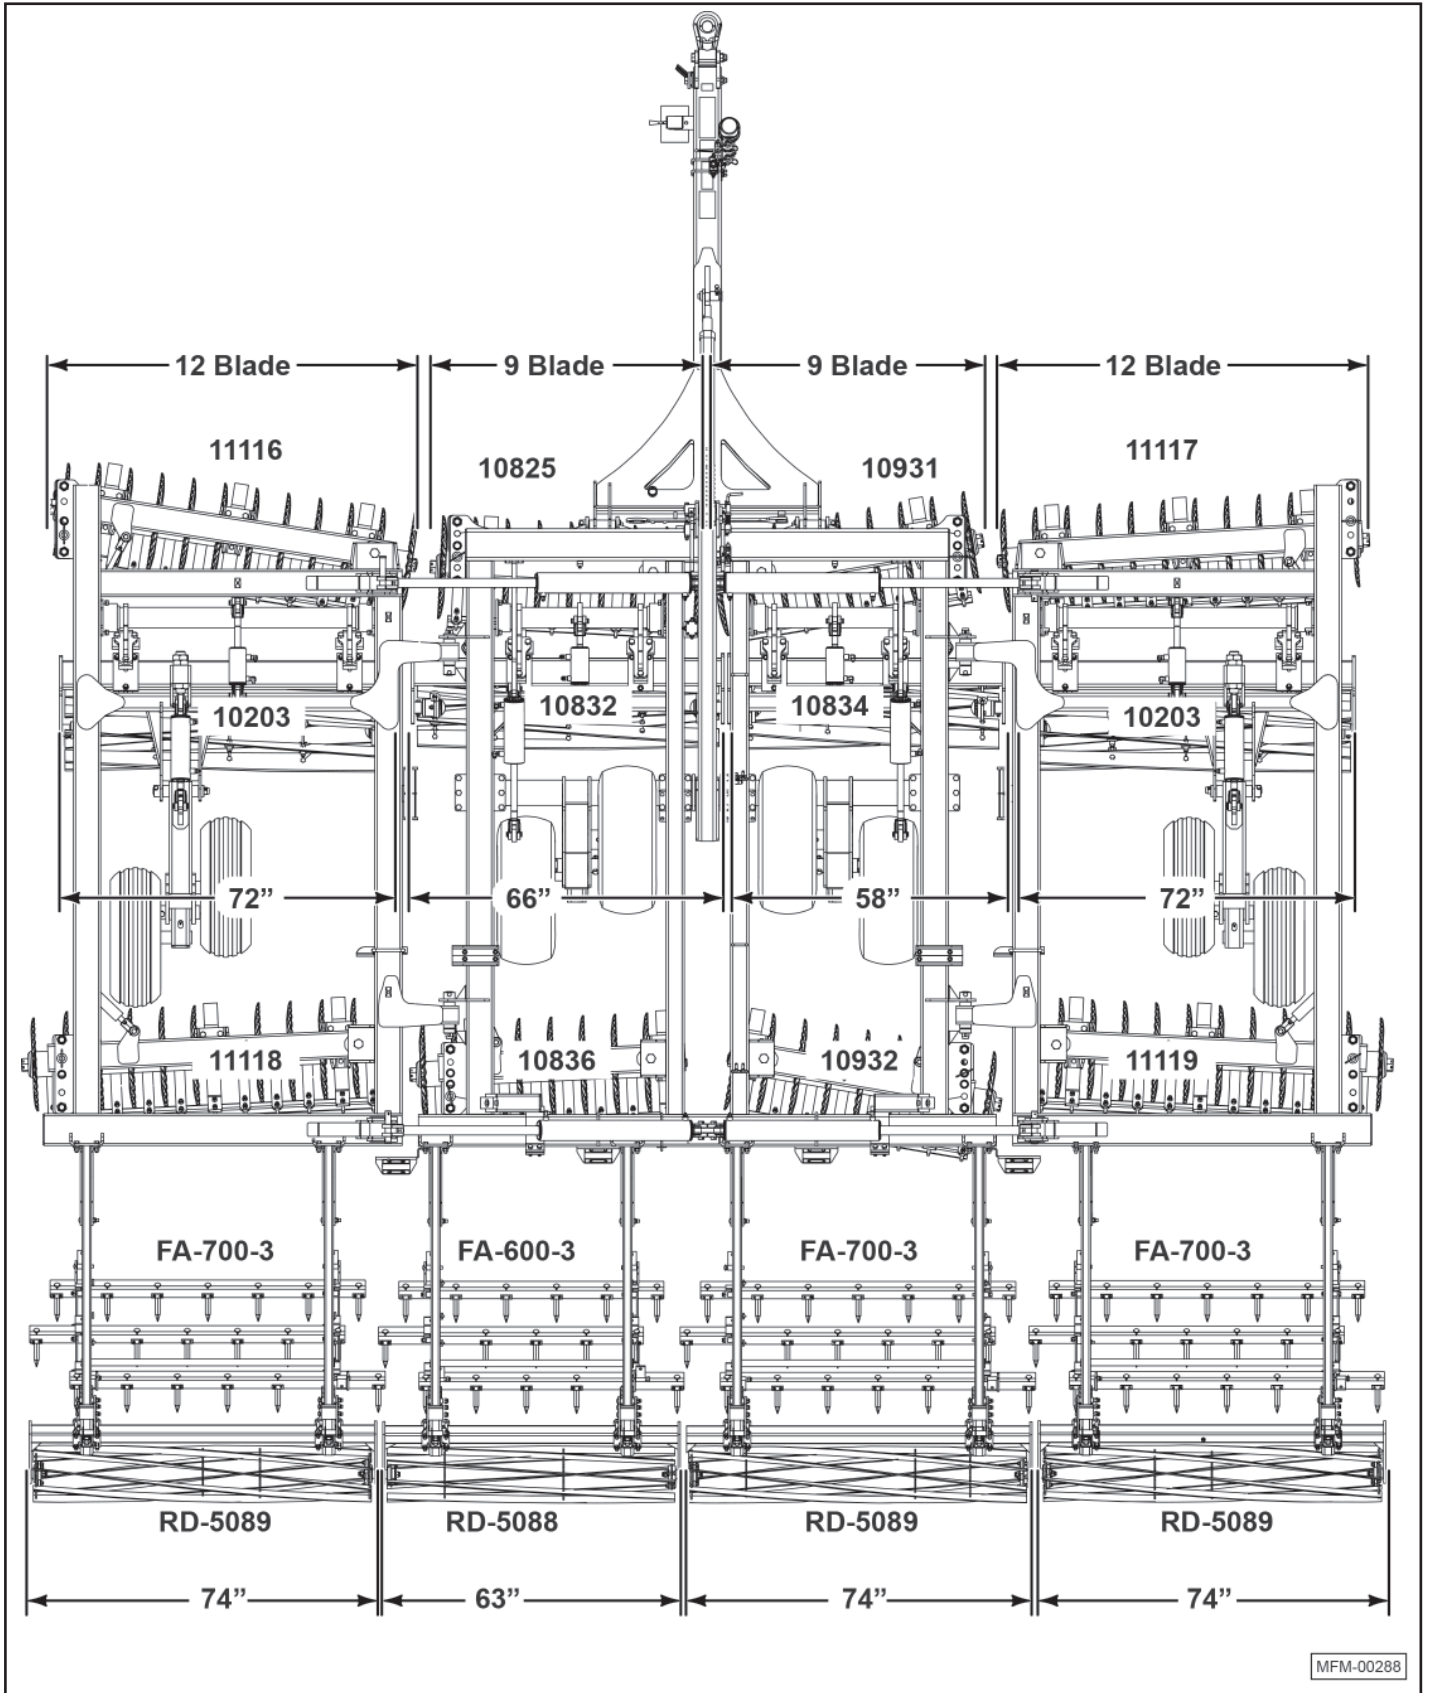 12 Blade 9 Blade 9 Blade 12 Blade
11116 10825 10931 11117
10203 10832 10834 10203
72” 66” 58” 72”
11118 10836 10932 11119
FA-700-3 FA-600-3 FA-700-3 FA-700-3
RD-5089 RD-5088 RD-5089 RD-5089
74” 63” 74” 74”
MFM-00288